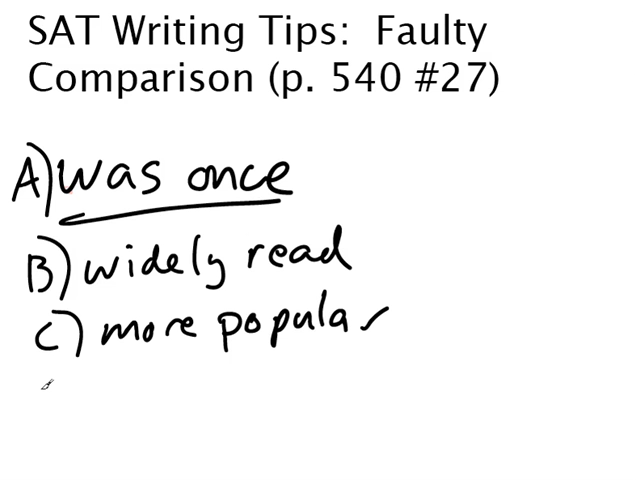 SAT Writing Tips: Faulty
Comparison (p. 540 #27)
A) was once
B) widely read
C) more popular